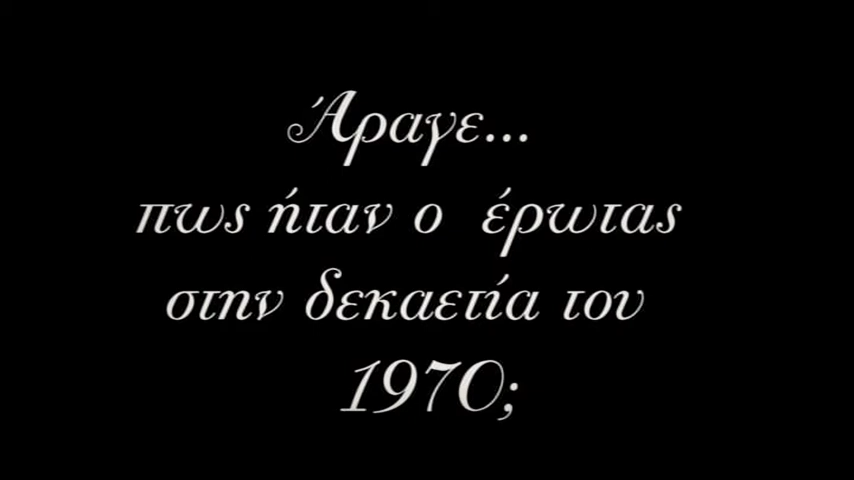 Άραγε...
πως ήταν ο έρωτας
στην δεκαετία του
1970;